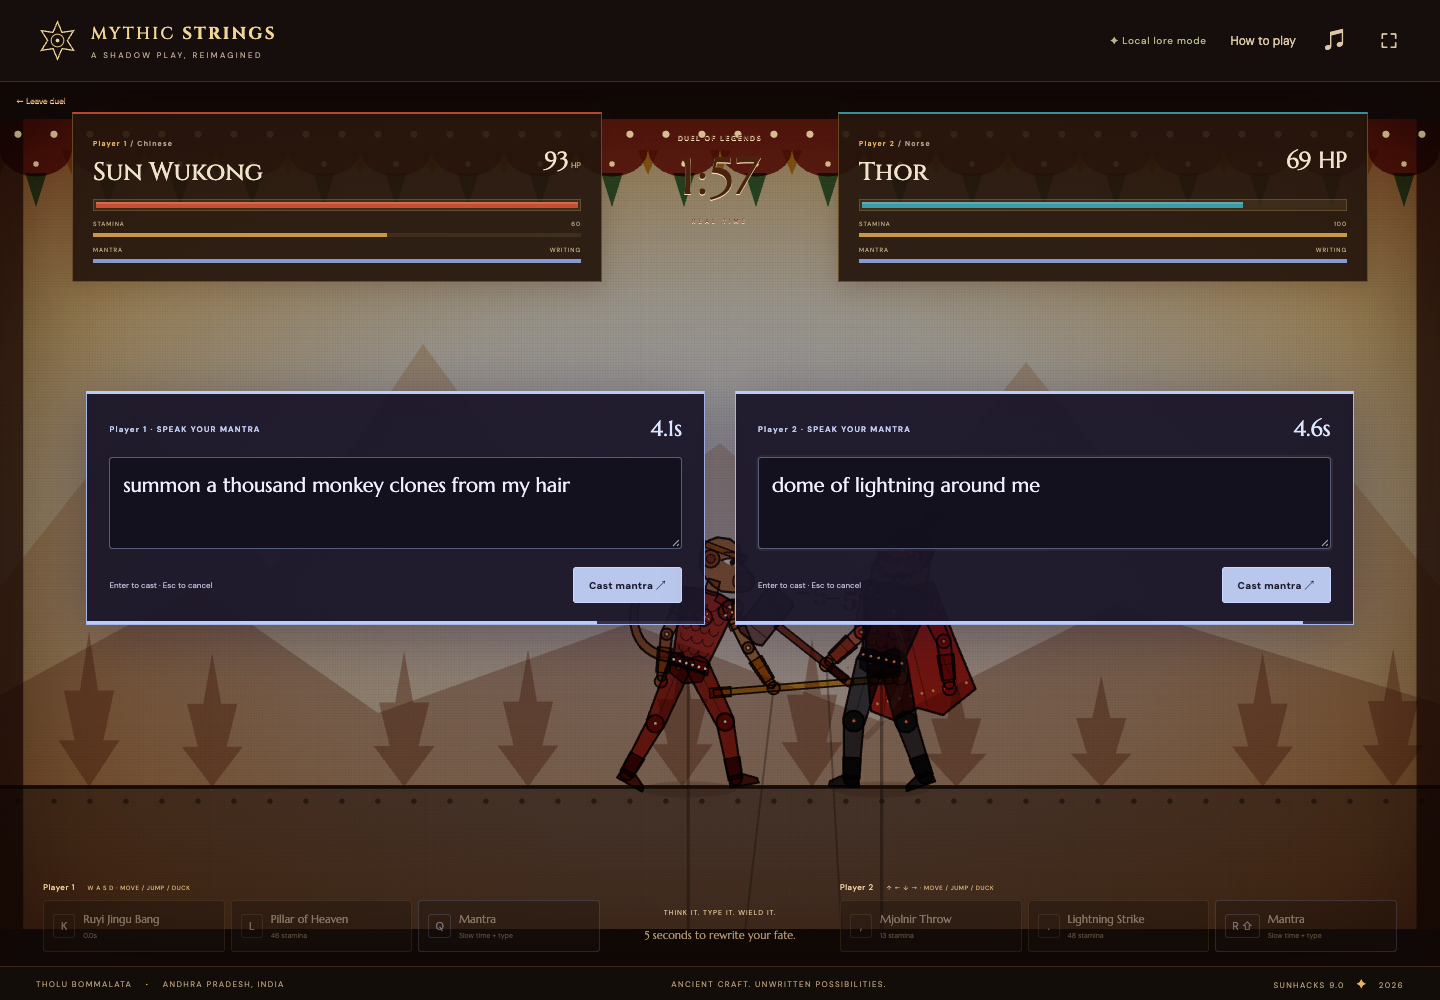 MYTHIC STRINGS
A SHADOW PLAY, REIMAGINED
✦ Local lore mode
How to play
← Leave duel
Player 1 / Chinese
SUN WUKONG
93 HP
STAMINA 60
MANTRA WRITING
DUEL OF LEGENDS
1:57
REAL TIME
Player 2 / Norse
THOR
69 HP
STAMINA 100
MANTRA WRITING
Player 1 · SPEAK YOUR MANTRA
4.1s
summon a thousand monkey clones from my hair
Enter to cast · Esc to cancel
Cast mantra ↗
Player 2 · SPEAK YOUR MANTRA
4.6s
dome of lightning around me
Enter to cast · Esc to cancel
Cast mantra ↗
Player 1 W A S D · MOVE / JUMP / DUCK
K Ruyi Jingu Bang
0.0s
L Pillar of Heaven
46 stamina
Q Mantra
Slow time + type
THINK IT. TYPE IT. WIELD IT.
5 seconds to rewrite your fate.
Player 2 ↑ ← ↓ → · MOVE / JUMP / DUCK
, Mjolnir Throw
13 stamina
. Lightning Strike
48 stamina
R ⇧ Mantra
Slow time + type
THOLU BOMMALATA · ANDHRA PRADESH, INDIA
ANCIENT CRAFT. UNWRITTEN POSSIBILITIES.
SUNHACKS 9.0 ✦ 2026